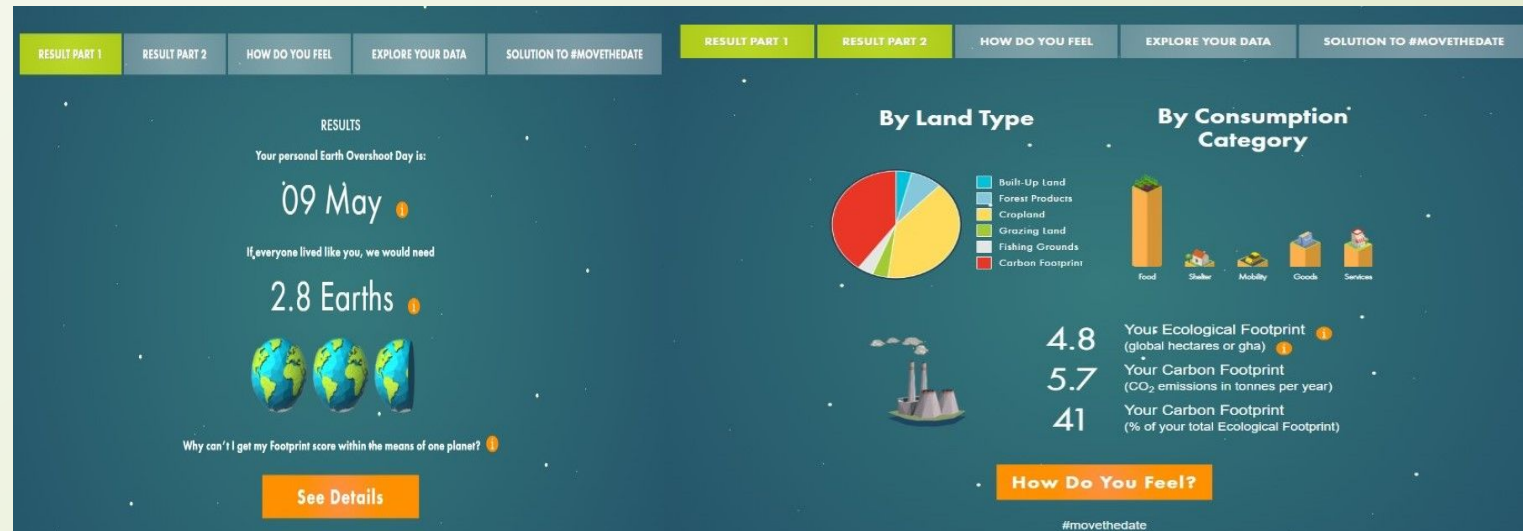 RESULT PART 1
RESULT PART 2
HOW DO YOU FEEL
EXPLORE YOUR DATA
SOLUTION TO #MOVETHEDATE
RESULTS
Your personal Earth Overshoot Day is:
09 May
If everyone lived like you, we would need
2.8 Earths
Why can't I get my Footprint score within the means of one planet?
See Details
RESULT PART 1
RESULT PART 2
HOW DO YOU FEEL
EXPLORE YOUR DATA
SOLUTION TO #MOVETHEDATE
By Land Type
Built-Up Land
Forest Products
Cropland
Grazing Land
Fishing Grounds
Carbon Footprint
By Consumption
Category
Food
Shelter
Mobility
Goods
Services
4.8 Your Ecological Footprint
(global hectares or gha)
5.7 Your Carbon Footprint
(CO₂ emissions in tonnes per year)
41 Your Carbon Footprint
(% of your total Ecological Footprint)
How Do You Feel?
#movethedate